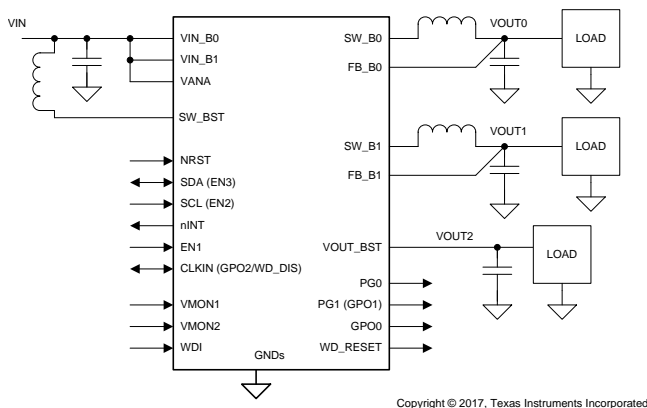 VIN
VIN_B0
VIN_B1
VANA
SW_BST
NRST
SDA (EN3)
SCL (EN2)
nINT
EN1
CLKIN (GPO2/WD_DIS)
VMON1
VMON2
WDI
GNDs
SW_B0
FB_B0
SW_B1
FB_B1
VOUT_BST
PG0
PG1 (GPO1)
GPO0
WD_RESET
VOUT0
LOAD
VOUT1
LOAD
VOUT2
LOAD
Copyright © 2017, Texas Instruments Incorporated